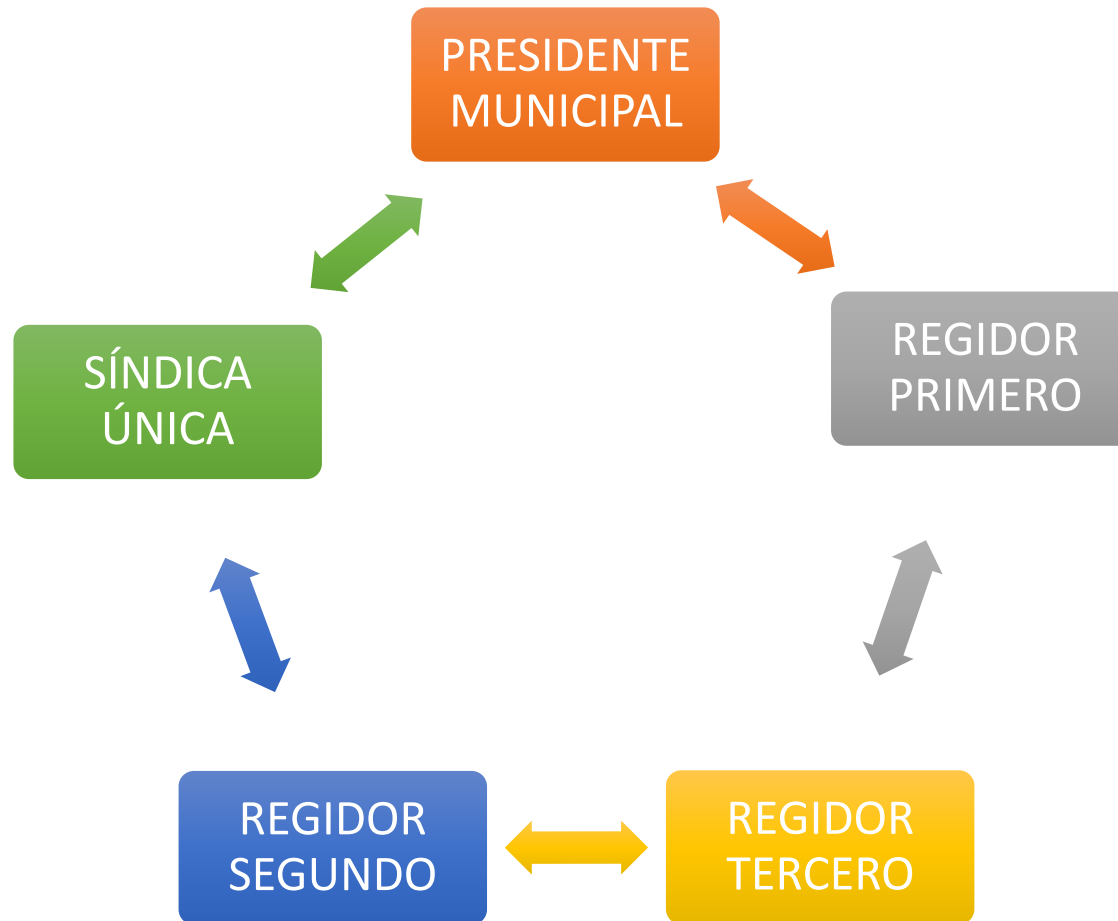 PRESIDENTE
MUNICIPAL
REGIDOR
PRIMERO
SÍNDICA
ÚNICA
REGIDOR
SEGUNDO
REGIDOR
TERCERO